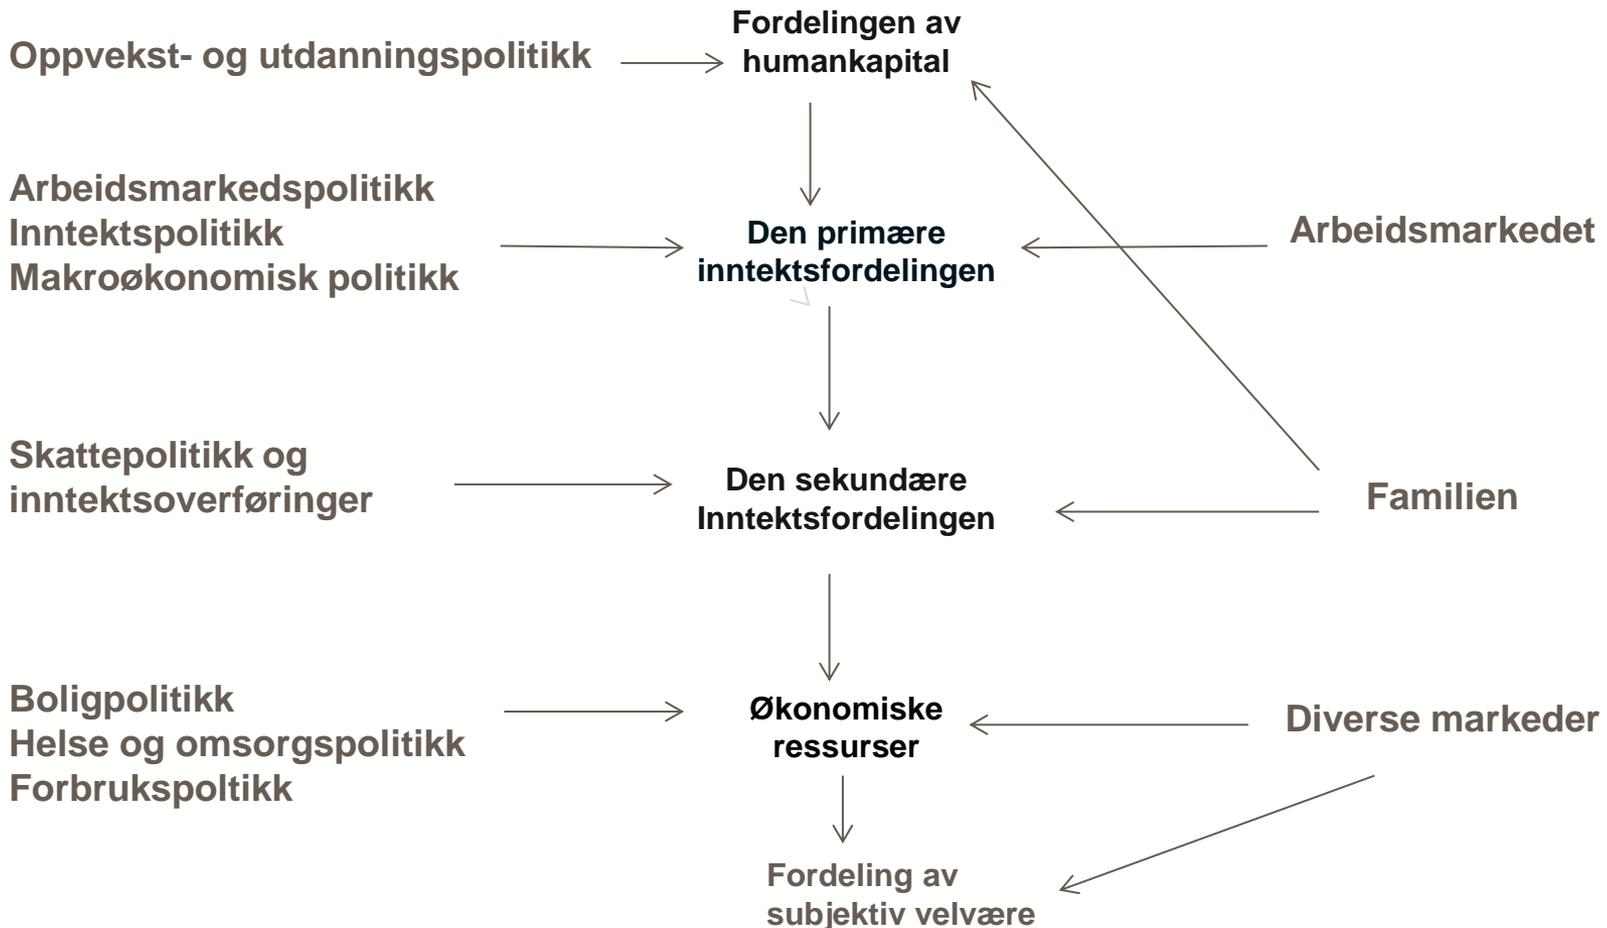 Fordelingen av
humankapital
Oppvekst- og utdanningspolitikk
Arbeidsmarkedspolitikk
Inntektspolitikk
Makroøkonomisk politikk
Den primære
inntektsfordelingen
Arbeidsmarkedet
Skattepolitikk og
inntektsoverføringer
Den sekundære
Inntektsfordelingen
Familien
Boligpolitikk
Helse og omsorgspolitikk
Forbrukspoltikk
Økonomiske
ressurser
Diverse markeder
Fordeling av
subjektiv velvære